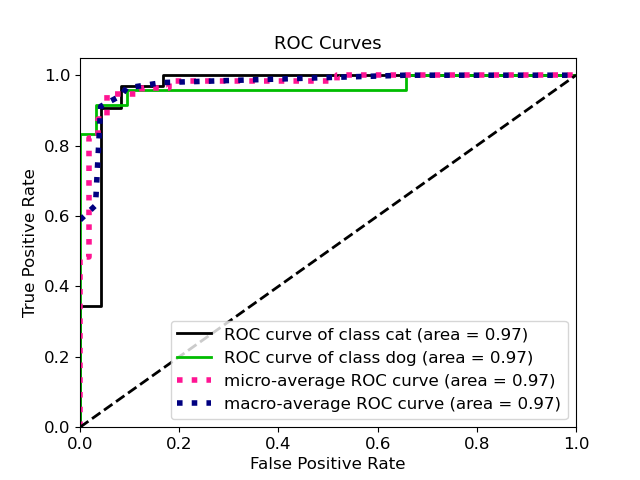 ROC Curves
True Positive Rate
1.0
0.8
0.6
0.4
0.2
0.0
ROC curve of class cat (area = 0.97)
ROC curve of class dog (area = 0.97)
micro-average ROC curve (area = 0.97)
macro-average ROC curve (area = 0.97)
0.0 0.2 0.4 0.6 0.8 1.0
False Positive Rate